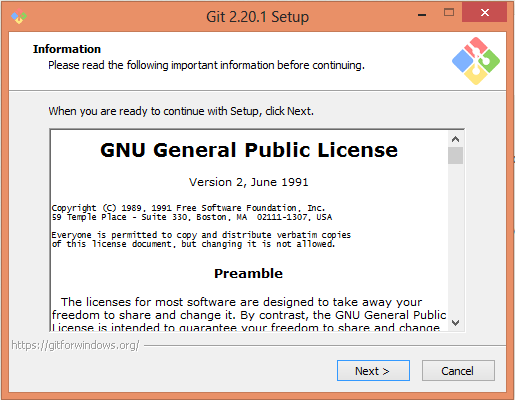 Git 2.20.1 Setup
Information
Please read the following important information before continuing.
When you are ready to continue with Setup, click Next.
GNU General Public License
Version 2, June 1991
Copyright (C) 1989, 1991 Free Software Foundation, Inc.
59 Temple Place - Suite 330, Boston, MA  02111-1307, USA
Everyone is permitted to copy and distribute verbatim copies
of this license document, but changing it is not allowed.
Preamble
The licenses for most software are designed to take away your
freedom to share and change it. By contrast, the GNU General Public
License is intended to guarantee your freedom to share and change
https://gitforwindows.org/
Next >
Cancel